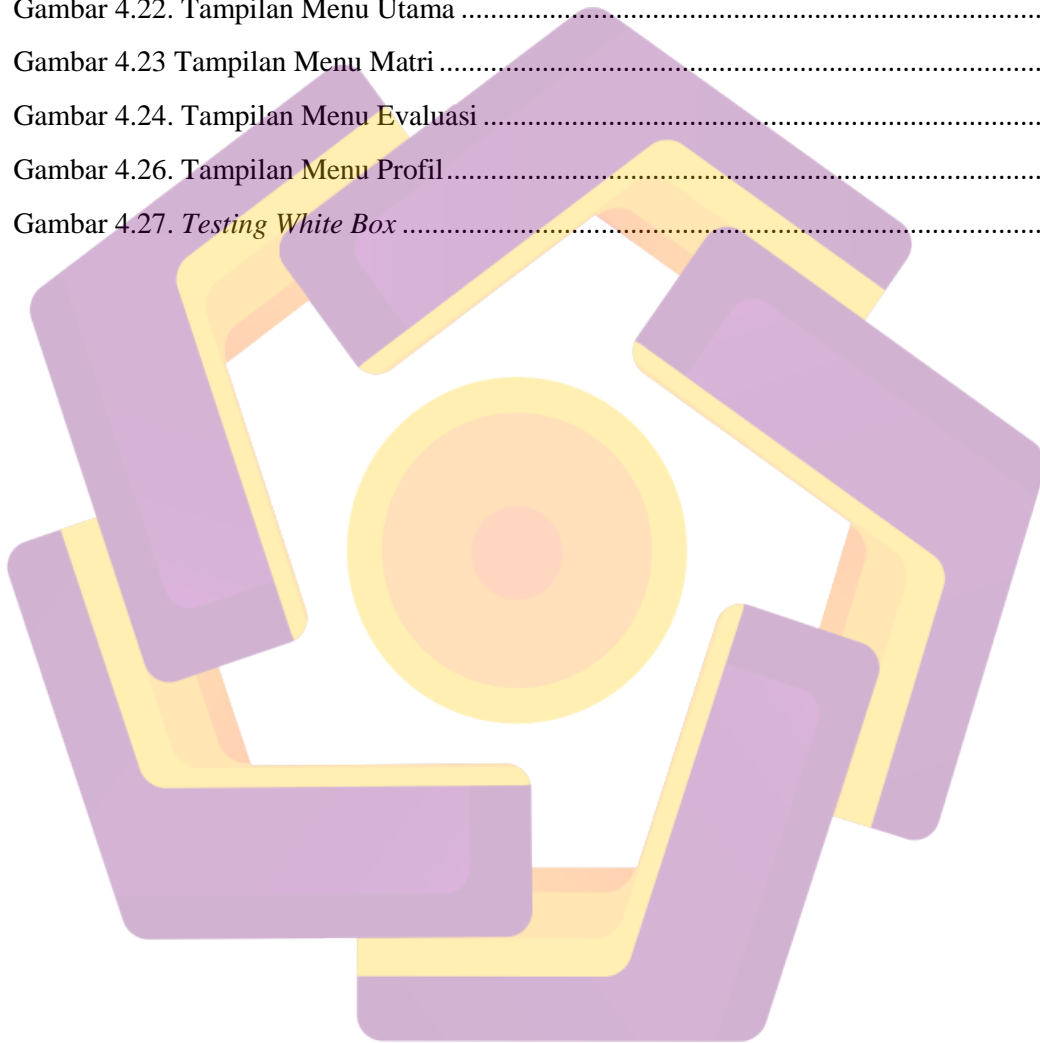 Gambar 4.22. Tampilan Menu Utama ..........................................................................
Gambar 4.23 Tampilan Menu Matri .............................................................................
Gambar 4.24. Tampilan Menu Evaluasi .......................................................................
Gambar 4.26. Tampilan Menu Profil............................................................................
Gambar 4.27. Testing White Box ..................................................................................